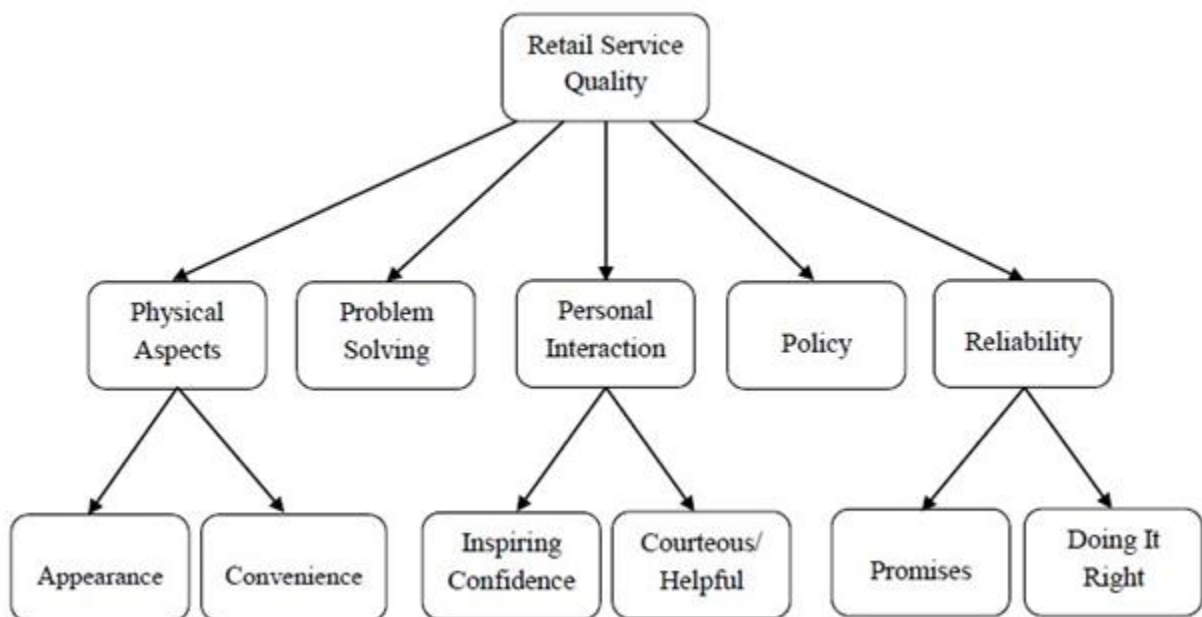 Retail Service
Quality
Physical
Aspects
Problem
Solving
Personal
Interaction
Policy
Reliability
Appearance
Convenience
Inspiring
Confidence
Courteous/
Helpful
Promises
Doing It
Right